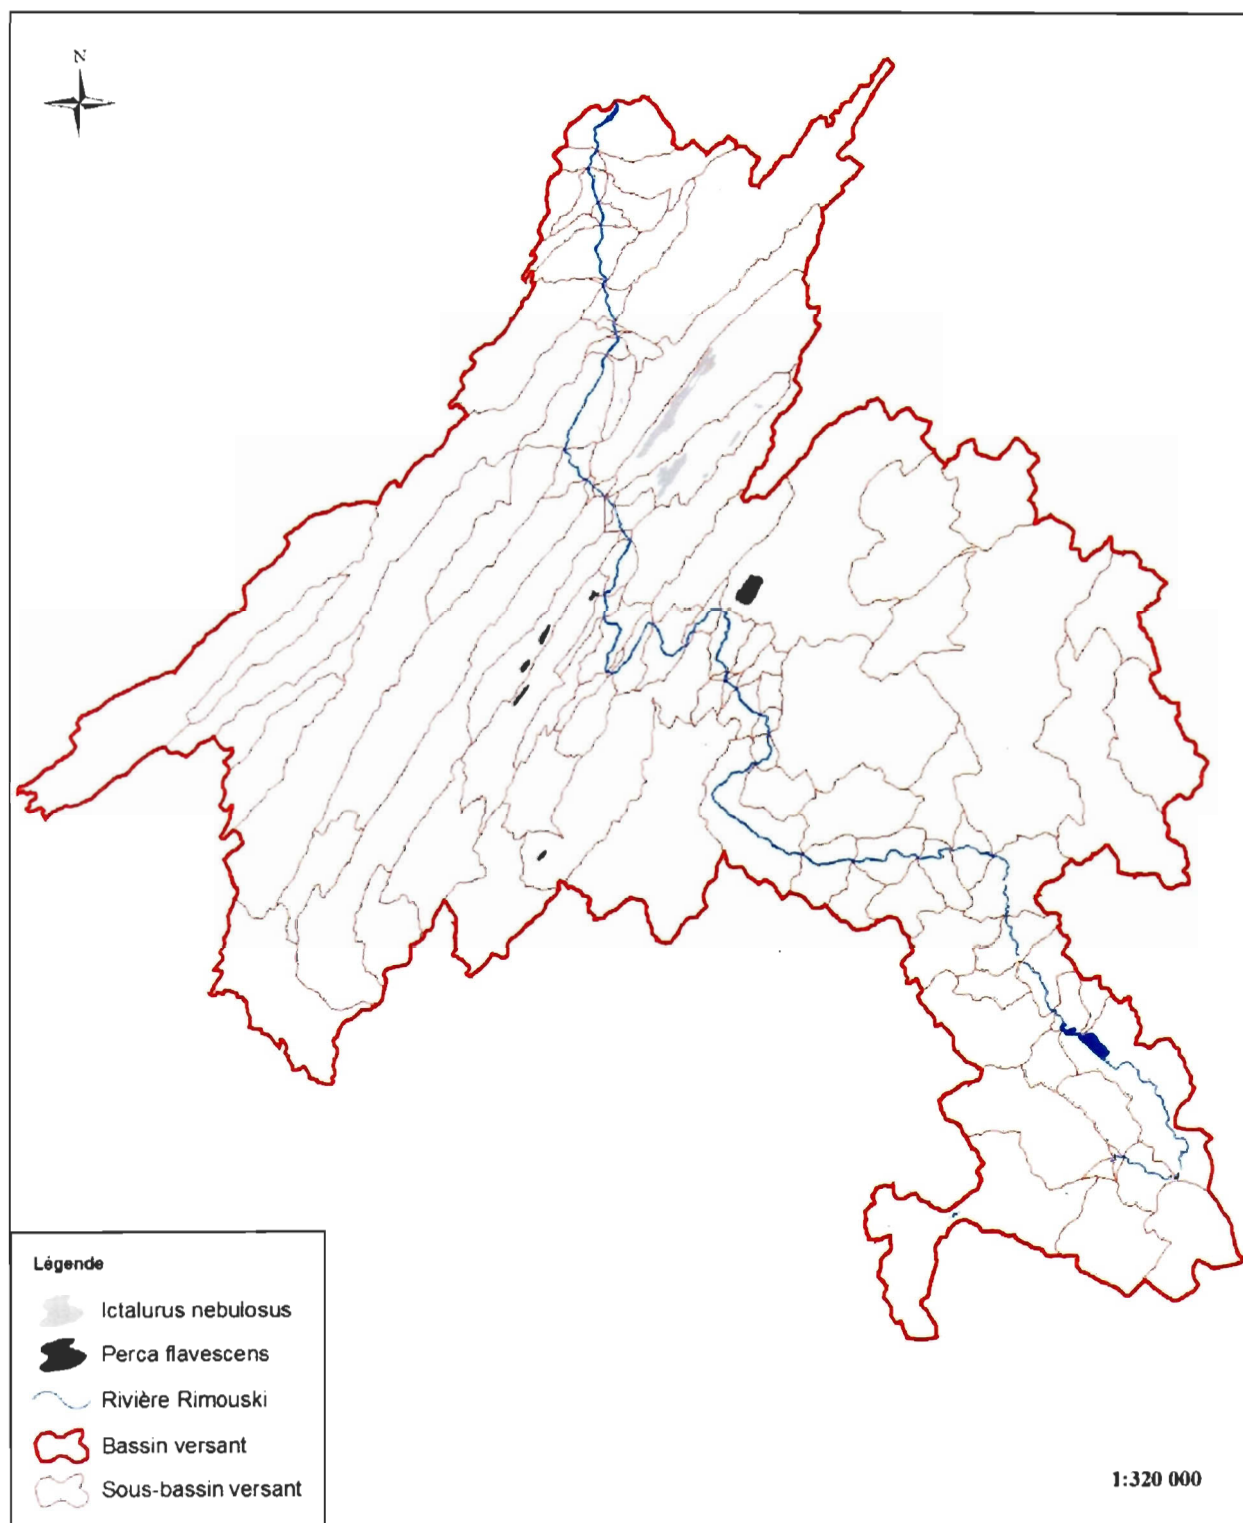 N
Légende
Ictalurus nebulosus
Perca flavescens
Rivière Rimouski
Bassin versant
Sous-bassin versant
1:320 000